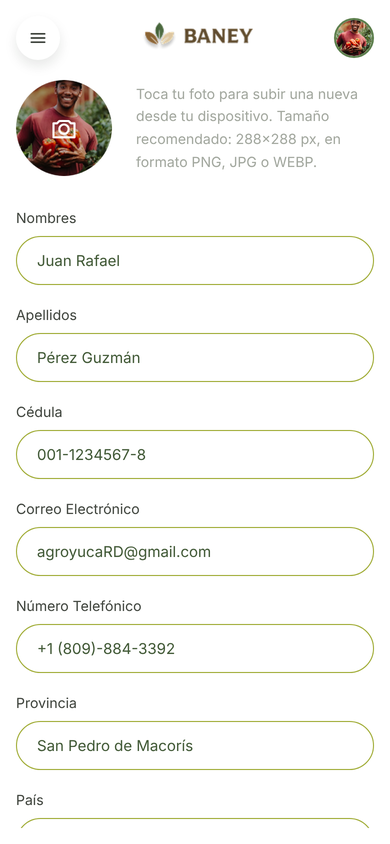 BANEY
Toca tu foto para subir una nueva
desde tu dispositivo. Tamaño
recomendado: 288×288 px, en
formato PNG, JPG o WEBP.
Nombres
Juan Rafael
Apellidos
Pérez Guzmán
Cédula
001-1234567-8
Correo Electrónico
agroyucaRD@gmail.com
Número Telefónico
+1 (809)-884-3392
Provincia
San Pedro de Macorís
País